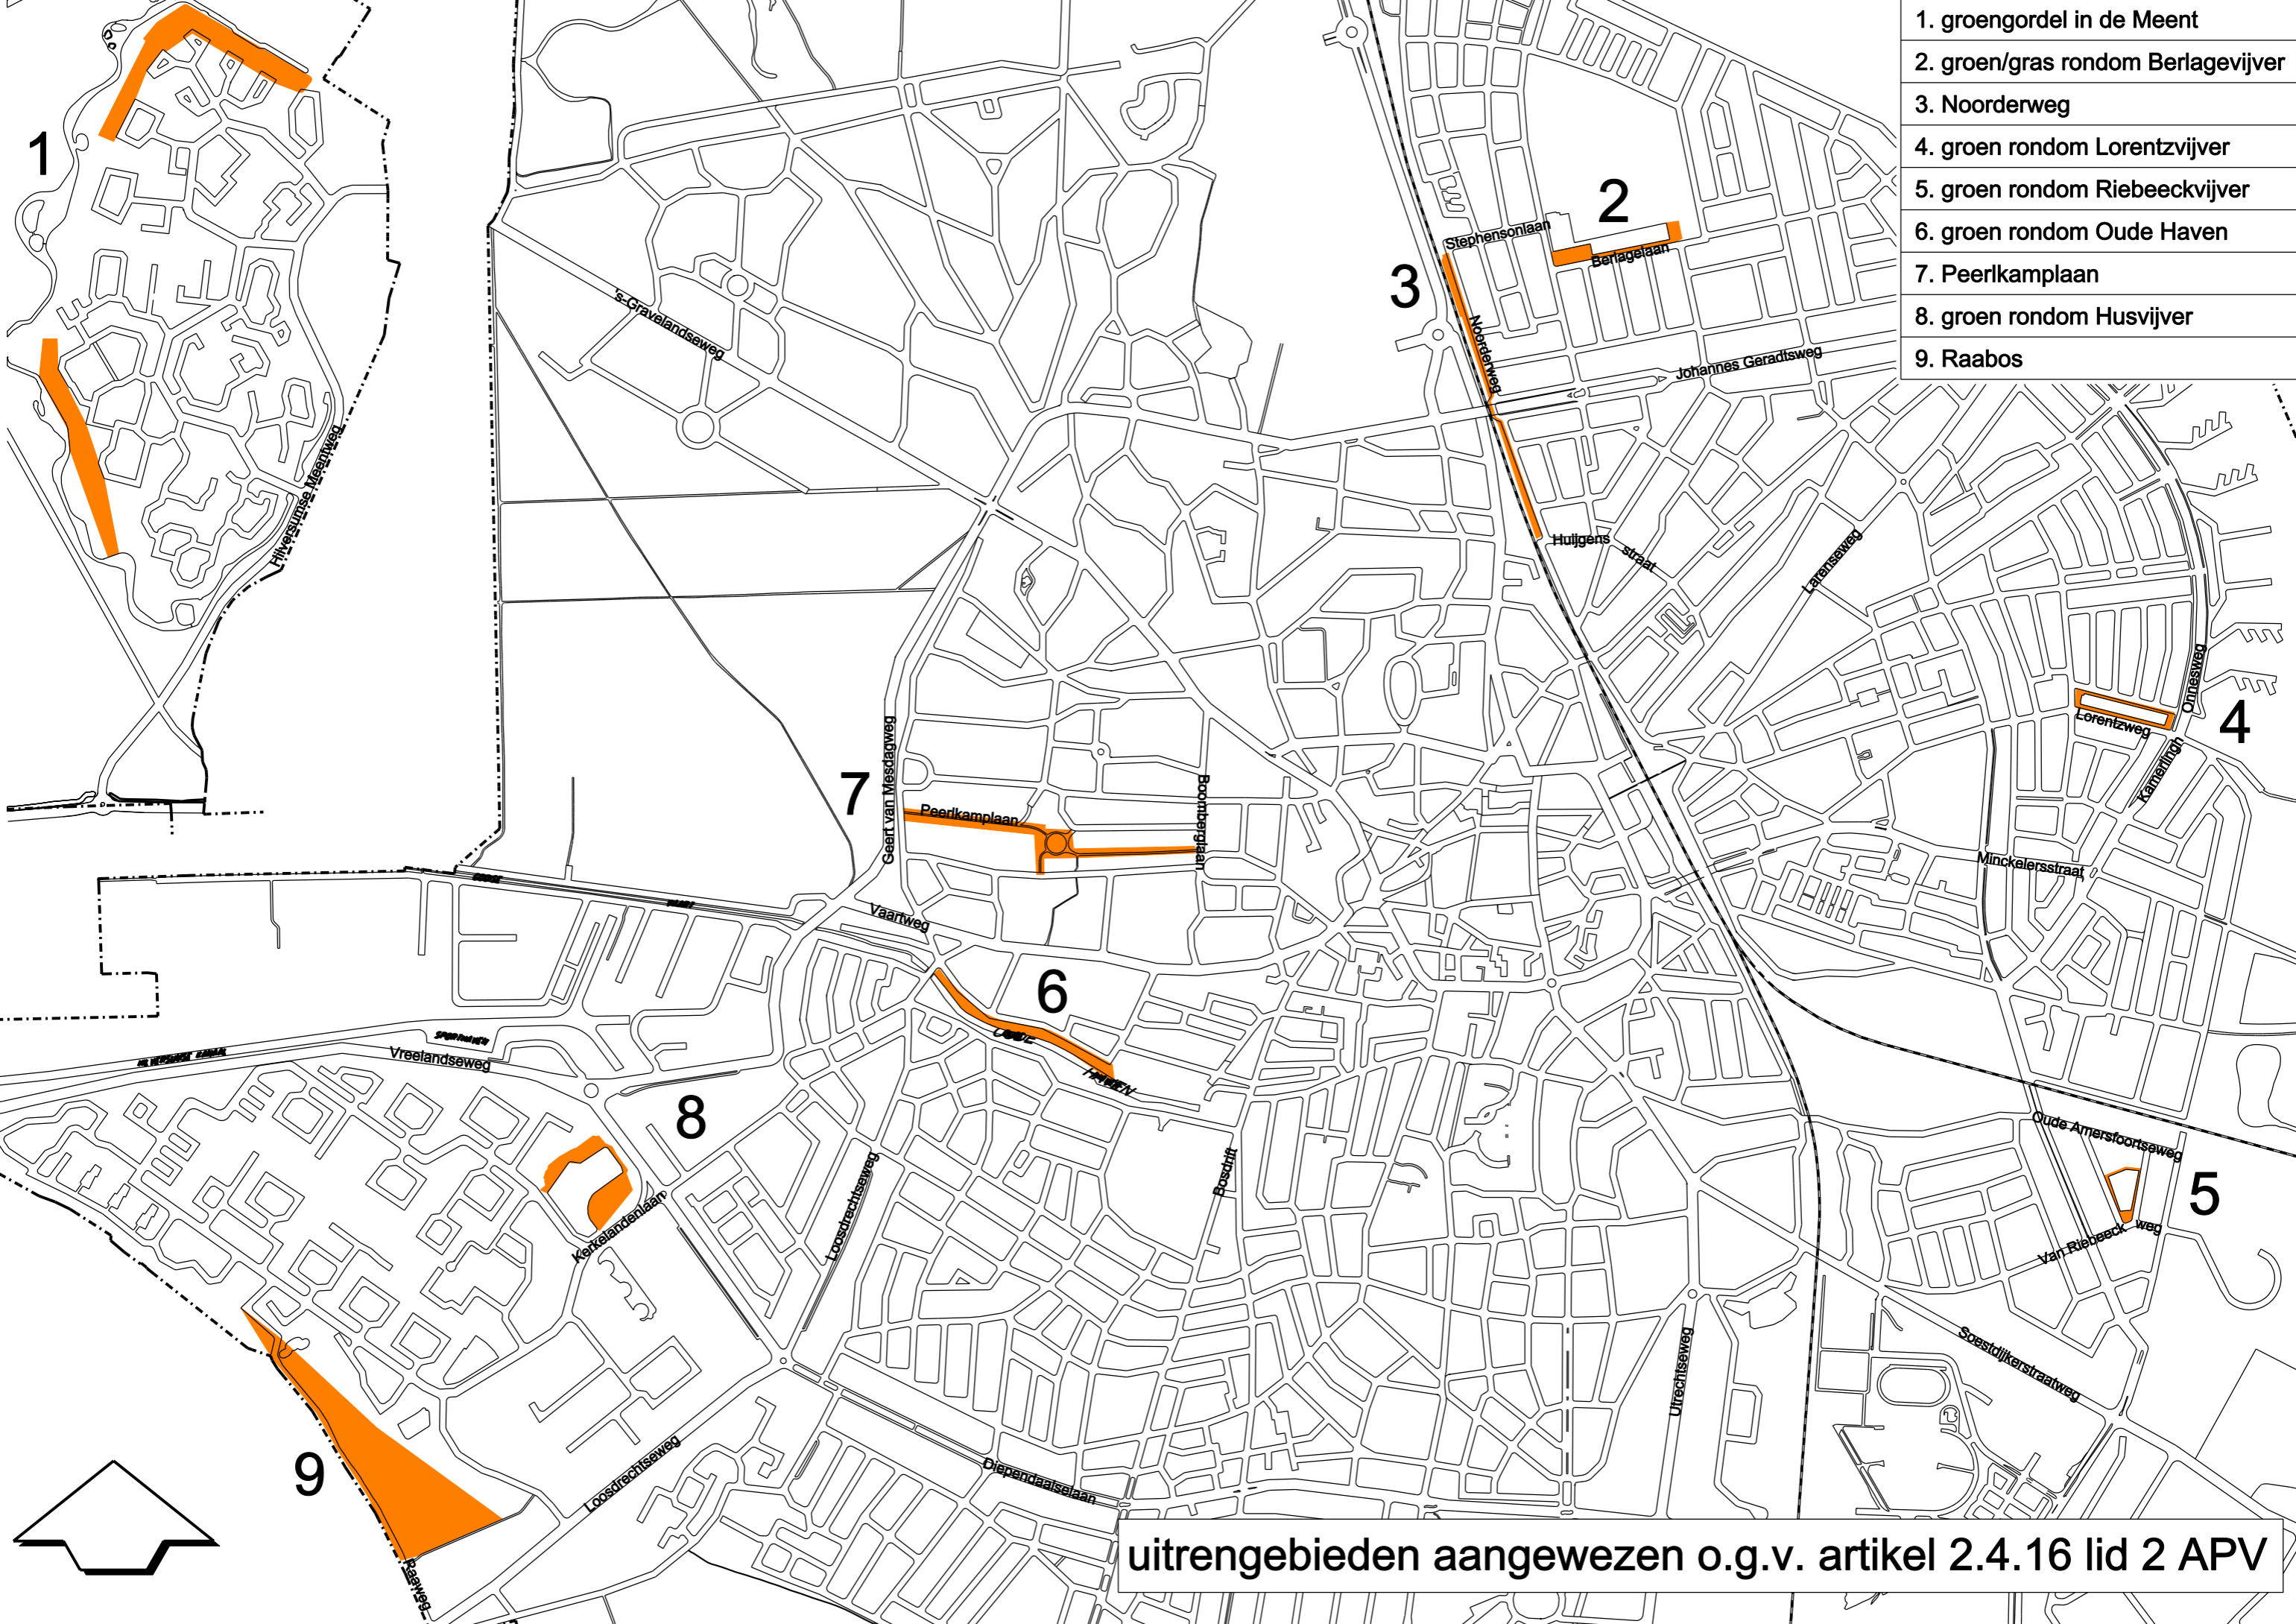 1. groengordel in de Meent
2. groen/gras rondom Berlagevijver
3. Noorderweg
4. groen rondom Lorentzvijver
5. groen rondom Riebeeckvijver
6. groen rondom Oude Haven
7. Peerlkamplaan
8. groen rondom Husvijver
9. Raabos
1
2
Stephensonlaan
Berlagelaan
3
's-Gravelandseweg
Noorderweg
Johannes Geradtsweg
Hilversumse Meentweg
Huijgens straat
Larenseweg
Onnesweg
Lorentzweg
4
Kamerlingh
Geert van Mesdagweg
7
Peerlkamplaan
Boomberglaan
Minckelersstraat
Vaartweg
6
OUDE
HAVEN
SPORTHAVEN
Vreelandseweg
8
Oude Amersfoortseweg
5
Van Riebeeck weg
Kerkelandenlaan
Loosdrechtseweg
Bosdrift
Utrechtseweg
Soestdijkerstraatweg
9
Loosdrechtseweg
Diependaalselaan
Raaweg
uitrengebieden aangewezen o.g.v. artikel 2.4.16 lid 2 APV